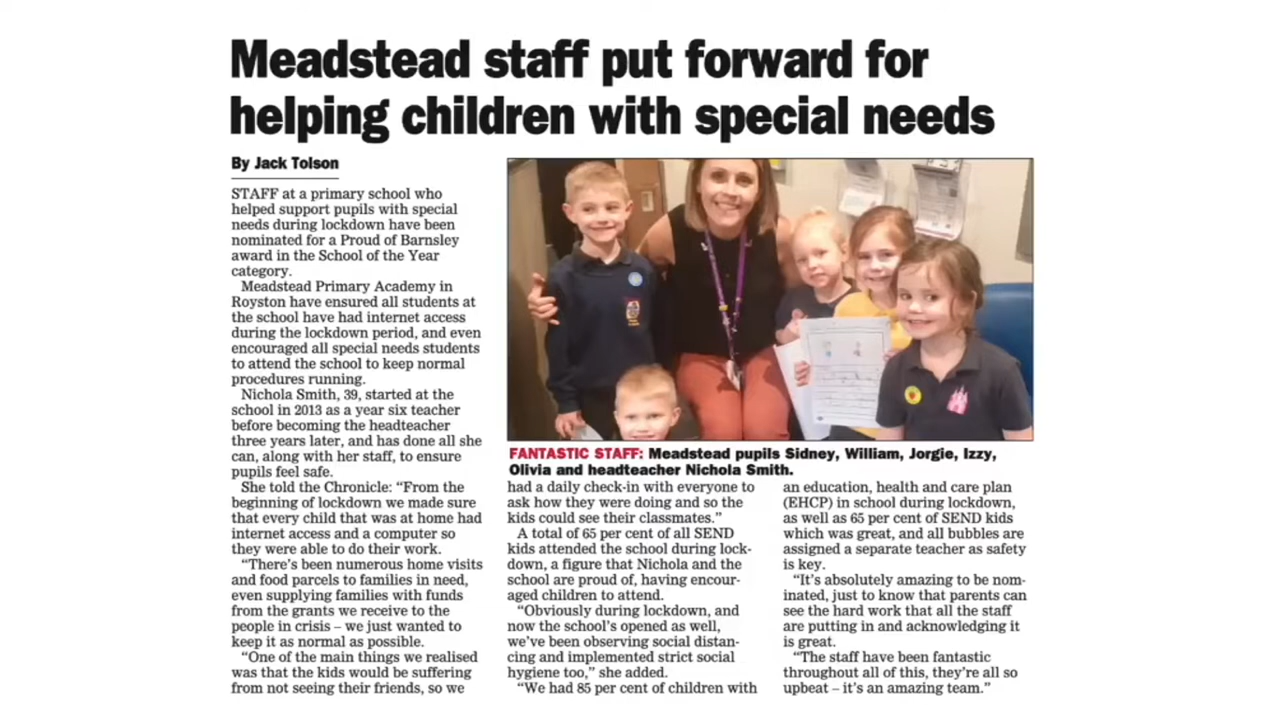 Meadstead staff put forward for
helping children with special needs
By Jack Tolson
STAFF at a primary school who
helped support pupils with special
needs during lockdown have been
nominated for a Proud of Barnsley
award in the School of the Year
category.
Meadstead Primary Academy in
Royston have ensured all students at
the school have had internet access
during the lockdown period, and even
encouraged all special needs students
to attend the school to keep normal
procedures running.
Nichola Smith, 39, started at the
school in 2013 as a year six teacher
before becoming the headteacher
three years later, and has done all she
can, along with her staff, to ensure
pupils feel safe.
She told the Chronicle: “From the
beginning of lockdown we made sure
that every child that was at home had
internet access and a computer so
they were able to do their work.
“There’s been numerous home visits
and food parcels to families in need,
even supplying families with funds
from the grants we receive to the
people in crisis – we just wanted to
keep it as normal as possible.
“One of the main things we realised
was that the kids would be suffering
from not seeing their friends, so we
FANTASTIC STAFF: Meadstead pupils Sidney, William, Jorgie, Izzy,
Olivia and headteacher Nichola Smith.
had a daily check-in with everyone to
ask how they were doing and so the
kids could see their classmates.”
A total of 65 per cent of all SEND
kids attended the school during lock-
down, a figure that Nichola and the
school are proud of, having encour-
aged children to attend.
“Obviously during lockdown, and
now the school’s opened as well,
we’ve been observing social distan-
cing and implemented strict social
hygiene too,” she added.
“We had 85 per cent of children with
an education, health and care plan
(EHCP) in school during lockdown,
as well as 65 per cent of SEND kids
which was great, and all bubbles are
assigned a separate teacher as safety
is key.
“It’s absolutely amazing to be nom-
inated, just to know that parents can
see the hard work that all the staff
are putting in and acknowledging it
is great.
“The staff have been fantastic
throughout all of this, they’re all so
upbeat – it’s an amazing team.”